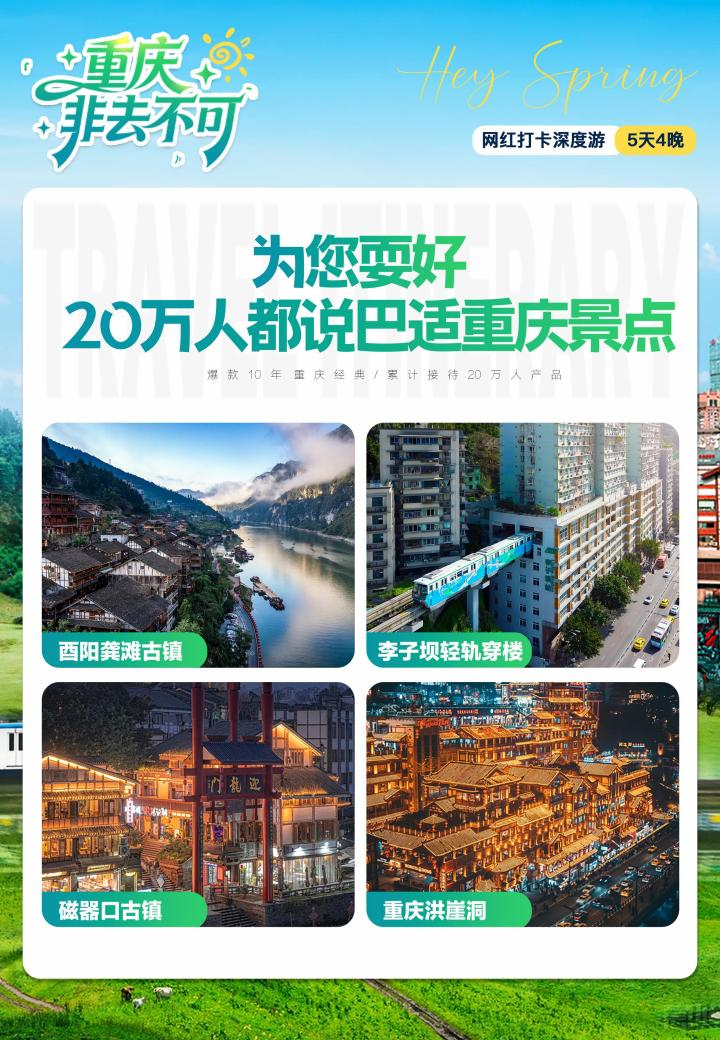 重庆
非去不可
Hey Spring
网红打卡深度游 5天4晚
TRAVEL ITINERARY
为您耍好
20万人都说巴适重庆景点
爆款10年重庆经典/累计接待20万人产品
酉阳龚滩古镇
李子坝轻轨穿楼
门龍迎
磁器口古镇
重庆洪崖洞